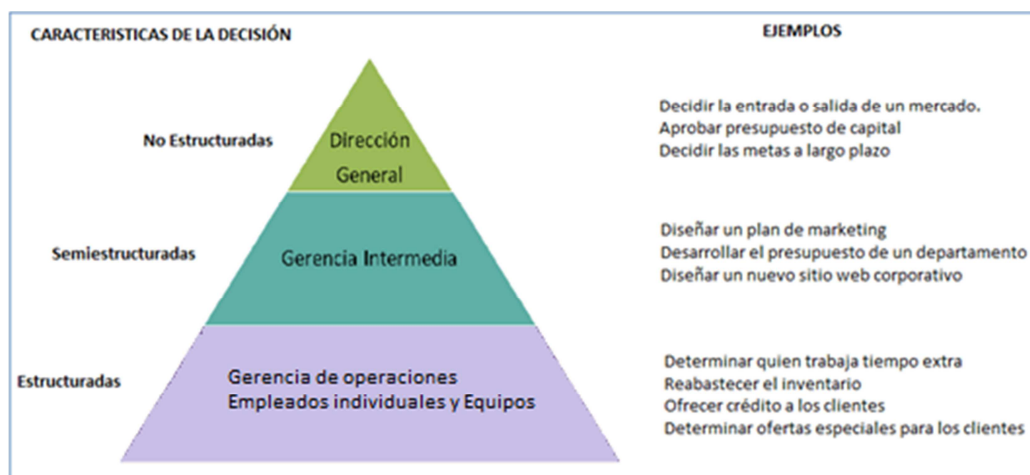 CARACTERISTICAS DE LA DECISIÓN
EJEMPLOS
No Estructuradas
Dirección
General
Decidir la entrada o salida de un mercado.
Aprobar presupuesto de capital
Decidir las metas a largo plazo
Semiestructuradas
Gerencia Intermedia
Diseñar un plan de marketing
Desarrollar el presupuesto de un departamento
Diseñar un nuevo sitio web corporativo
Estructuradas
Gerencia de operaciones
Empleados individuales y Equipos
Determinar quien trabaja tiempo extra
Reabastecer el inventario
Ofrecer crédito a los clientes
Determinar ofertas especiales para los clientes